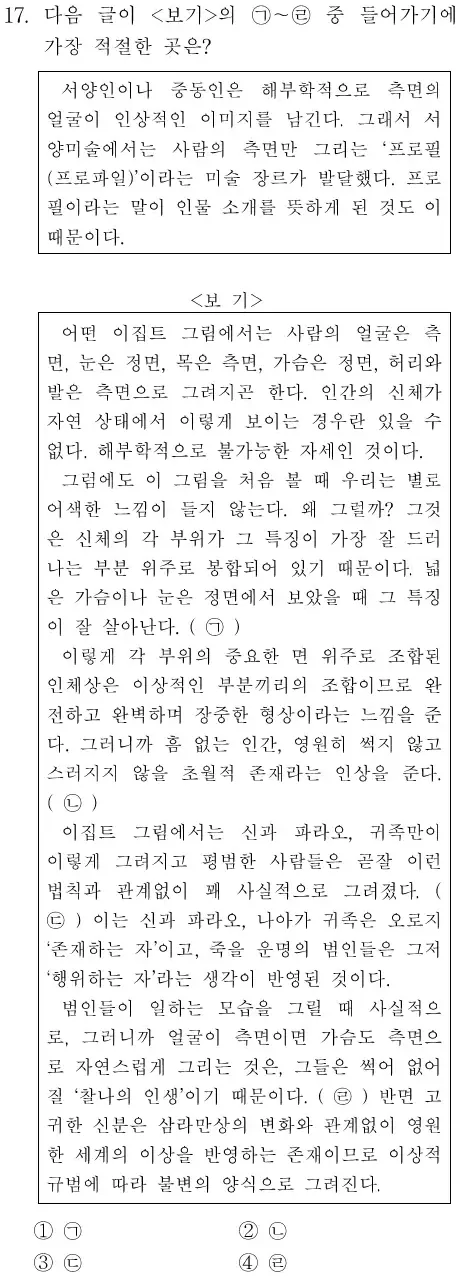 17. 다음 글이 <보기>의 ㉠~㉣ 중 들어가기에
가장 적절한 곳은?
서양인이나 중동인은 해부학적으로 측면의
얼굴이 인상적인 이미지를 남긴다. 그래서 서
양미술에서는 사람의 측면만 그리는 ‘프로필
(프로파일)’이라는 미술 장르가 발달했다. 프로
필이라는 말이 인물 소개를 뜻하게 된 것도 이
때문이다.
<보 기>
어떤 이집트 그림에서는 사람의 얼굴은 측
면, 눈은 정면, 목은 측면, 가슴은 정면, 허리와
발은 측면으로 그려지곤 한다. 인간의 신체가
자연 상태에서 이렇게 보이는 경우란 있을 수
없다. 해부학적으로 불가능한 자세인 것이다.
그럼에도 이 그림을 처음 볼 때 우리는 별로
어색한 느낌이 들지 않는다. 왜 그럴까? 그것
은 신체의 각 부위가 그 특징이 가장 잘 드러
나는 부분 위주로 봉합되어 있기 때문이다. 넓
은 가슴이나 눈은 정면에서 보았을 때 그 특징
이 잘 살아난다. ( ㉠ )
이렇게 각 부위의 중요한 면 위주로 조합된
인체상은 이상적인 부분끼리의 조합이므로 완
전하고 완벽하며 장중한 형상이라는 느낌을 준
다. 그러니까 흠 없는 인간, 영원히 썩지 않고
스러지지 않을 초월적 존재라는 인상을 준다.
( ㉡ )
이집트 그림에서는 신과 파라오, 귀족만이
이렇게 그려지고 평범한 사람들은 곧잘 이런
법칙과 관계없이 꽤 사실적으로 그려졌다. (
㉢ ) 이는 신과 파라오, 나아가 귀족은 오로지
‘존재하는 자’이고, 죽을 운명의 범인들은 그저
‘행위하는 자’라는 생각이 반영된 것이다.
범인들이 일하는 모습을 그릴 때 사실적으
로, 그러니까 얼굴이 측면이면 가슴도 측면으
로 자연스럽게 그리는 것은, 그들은 썩어 없어
질 ‘찰나의 인생’이기 때문이다. ( ㉣ ) 반면 고
귀한 신분은 삼라만상의 변화와 관계없이 영원
한 세계의 이상을 반영하는 존재이므로 이상적
규범에 따라 불변의 양식으로 그려진다.
① ㉠ ② ㉡
③ ㉢ ④ ㉣